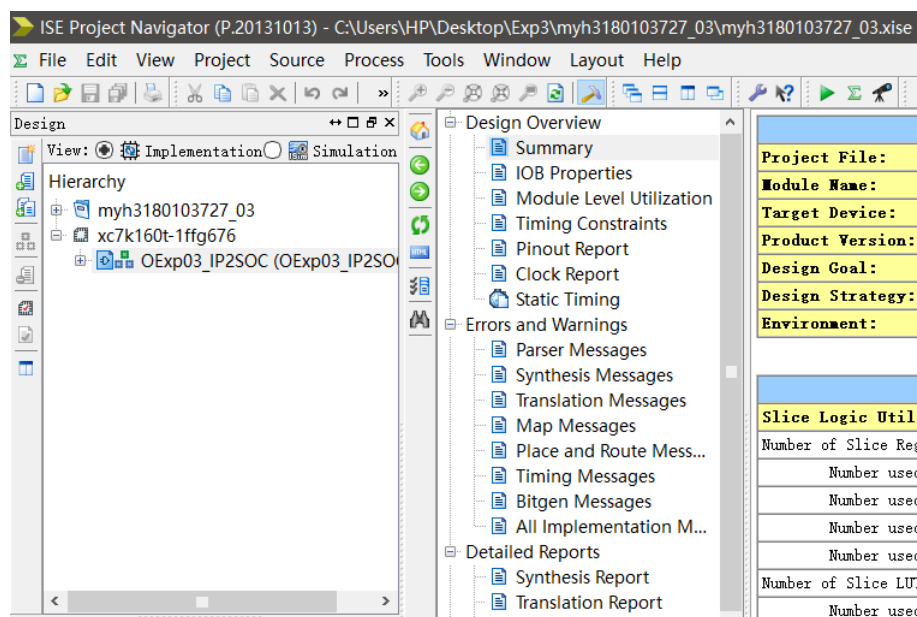 ISE Project Navigator (P.20131013) - C:\Users\HP\Desktop\Exp3\myh3180103727_03\myh3180103727_03.xise
File Edit View Project Source Process Tools Window Layout Help
»
Design
View: Implementation Simulation
Hierarchy
myh3180103727_03
xc7k160t-1ffg676
OExp03_IP2SOC (OExp03_IP2SO
Design Overview
Summary
IOB Properties
Module Level Utilization
Timing Constraints
Pinout Report
Clock Report
Static Timing
Errors and Warnings
Parser Messages
Synthesis Messages
Translation Messages
Map Messages
Place and Route Mess...
Timing Messages
Bitgen Messages
All Implementation M...
Detailed Reports
Synthesis Report
Translation Report
Project File:
Module Name:
Target Device:
Product Version:
Design Goal:
Design Strategy:
Environment:
Slice Logic Util
Number of Slice Reg
Number used
Number used
Number used
Number used
Number of Slice LUT
Number used